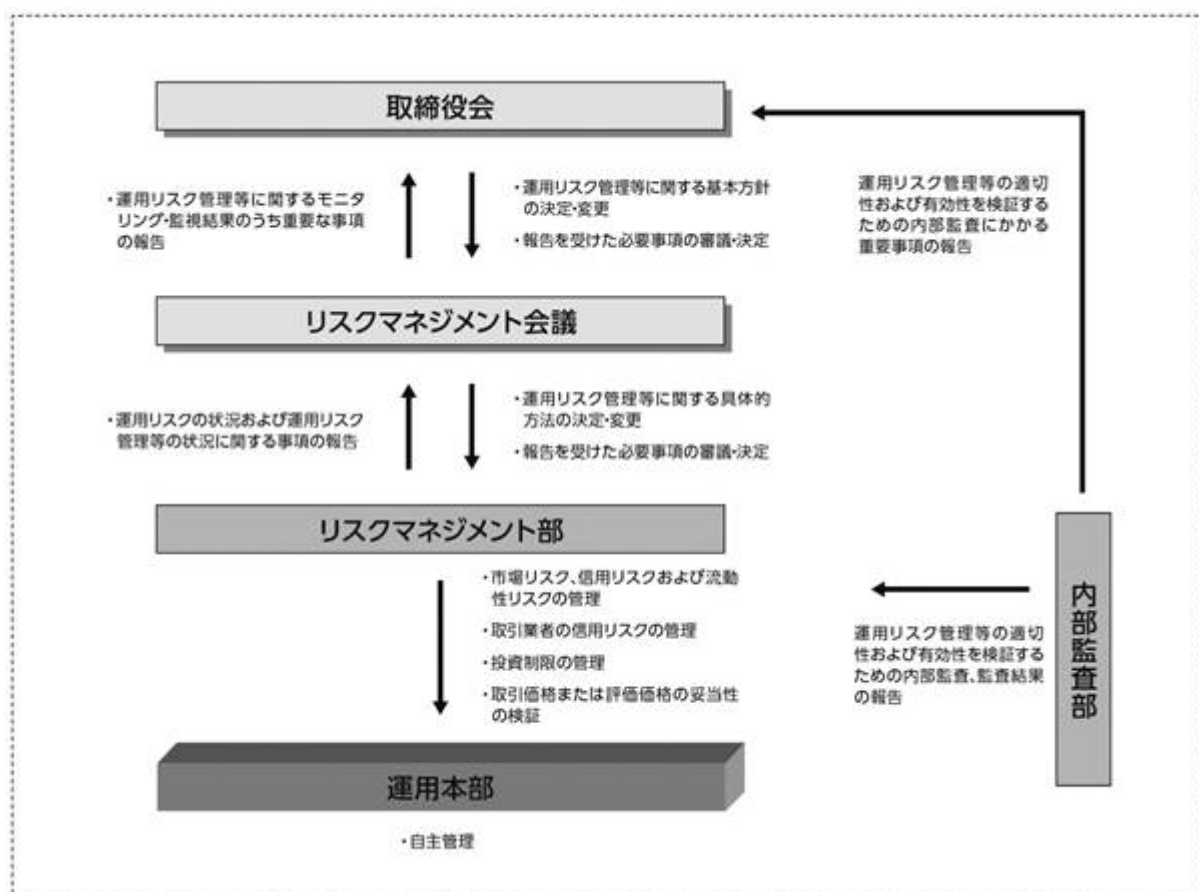 取締役会
・運用リスク管理等に関するモニタ
リング・監視結果のうち重要な事項
の報告
・運用リスク管理等に関する基本方針
の決定・変更
・報告を受けた必要事項の審議・決定
運用リスク管理等の適切
性および有効性を検証する
ための内部監査にかかる
重要事項の報告
リスクマネジメント会議
・運用リスクの状況および運用リスク
管理等の状況に関する事項の報告
・運用リスク管理等に関する具体的
方法の決定・変更
・報告を受けた必要事項の審議・決定
リスクマネジメント部
・市場リスク、信用リスクおよび流動
性リスクの管理
・取引業者の信用リスクの管理
・投資制限の管理
・取引価格または評価価格の妥当性
の検証
運用リスク管理等の適切
性および有効性を検証する
ための内部監査、監査結果
の報告
内部監査部
運用本部
・自主管理